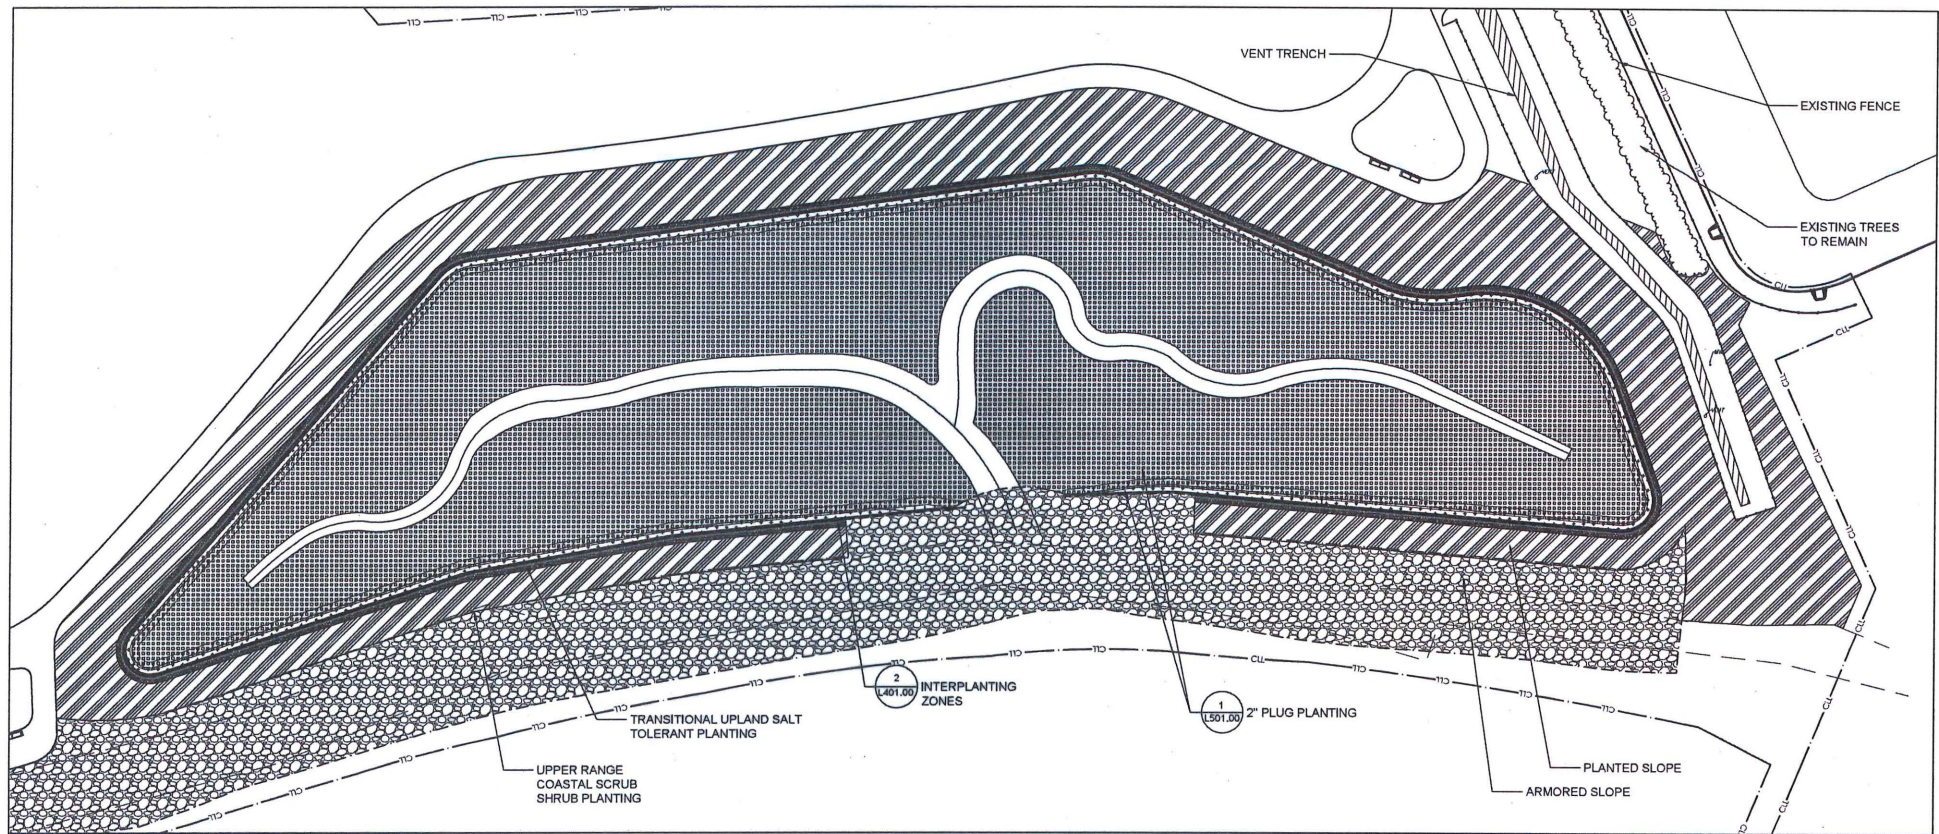 VENT TRENCH
EXISTING FENCE
EXISTING TREES
TO REMAIN
2
L401.00
INTERPLANTING
ZONES
1
L501.00
2" PLUG PLANTING
TRANSITIONAL UPLAND SALT
TOLERANT PLANTING
UPPER RANGE
COASTAL SCRUB
SHRUB PLANTING
PLANTED SLOPE
ARMORED SLOPE